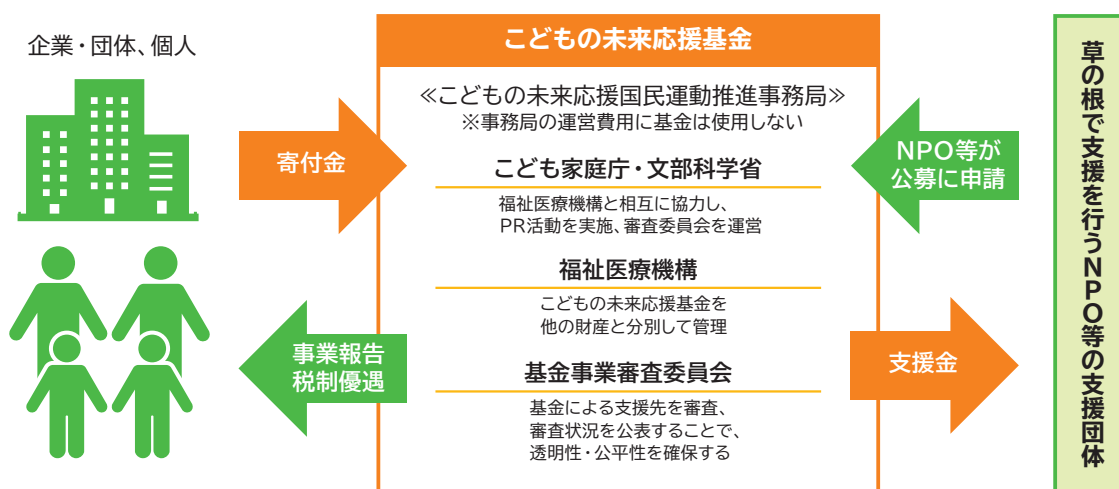 企業・団体、個人
寄付金
事業報告
税制優遇
こどもの未来応援基金
≪こどもの未来応援国民運動推進事務局≫
※事務局の運営費用に基金は使用しない
こども家庭庁・文部科学省
福祉医療機構と相互に協力し、
PR活動を実施、審査委員会を運営
福祉医療機構
こどもの未来応援基金を
他の財産と分別して管理
基金事業審査委員会
基金による支援先を審査、
審査状況を公表することで、
透明性・公平性を確保する
NPO等が
公募に申請
支援金
草の根で支援を行うNPO等の支援団体